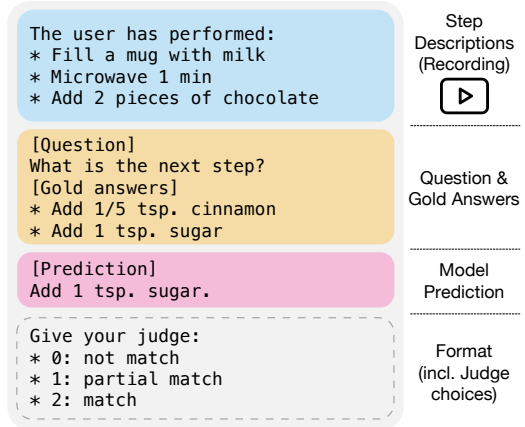 The user has performed:
* Fill a mug with milk
* Microwave 1 min
* Add 2 pieces of chocolate
Step
Descriptions
(Recording)
[Question]
What is the next step?
[Gold answers]
* Add 1/5 tsp. cinnamon
* Add 1 tsp. sugar
Question &
Gold Answers
[Prediction]
Add 1 tsp. sugar.
Model
Prediction
Give your judge:
* 0: not match
* 1: partial match
* 2: match
Format
(incl. Judge
choices)